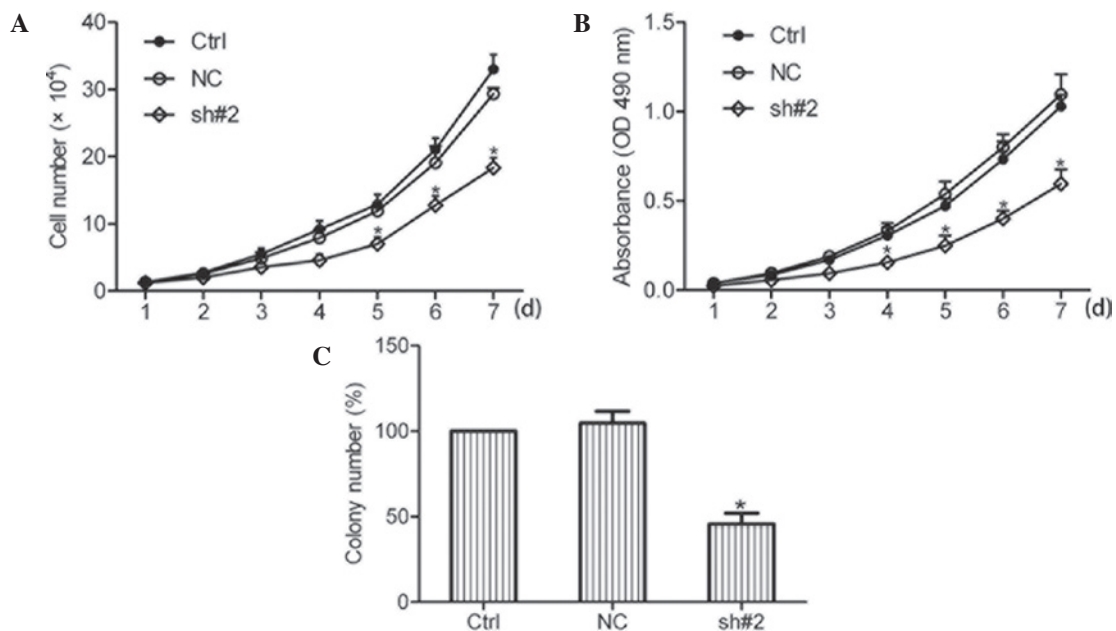 A
Cell number (× 10⁴)
40
30
20
10
0
Ctrl
NC
sh#2
*
*
*
1 2 3 4 5 6 7 (d)
B
Absorbance (OD 490 nm)
1.5
1.0
0.5
0.0
Ctrl
NC
sh#2
*
*
*
*
1 2 3 4 5 6 7 (d)
C
Colony number (%)
150
100
50
0
*
Ctrl NC sh#2